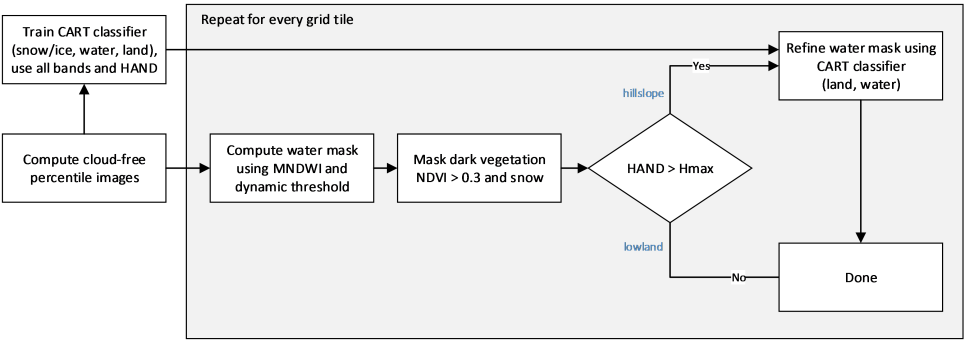 Repeat for every grid tile
Train CART classifier
(snow/ice, water, land),
use all bands and HAND
Refine water mask using
CART classifier
(land, water)
Yes
hillslope
Compute cloud-free
percentile images
Compute water mask
using MNDWI and
dynamic threshold
Mask dark vegetation
NDVI > 0.3 and snow
HAND > Hmax
lowland
No
Done